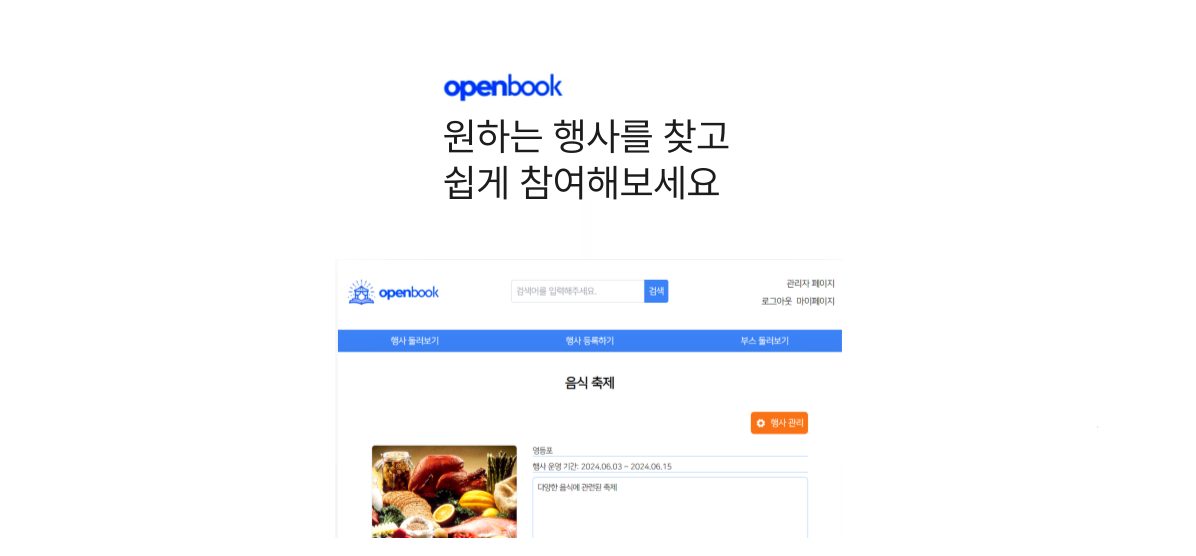 openbook
원하는 행사를 찾고
쉽게 참여해보세요
openbook
검색어를 입력해주세요.
검색
관리자 페이지
로그아웃 마이페이지
행사 둘러보기
행사 등록하기
부스 둘러보기
음식 축제
행사 관리
영등포
행사 운영 기간: 2024.06.03 ~ 2024.06.15
다양한 음식에 관련된 축제